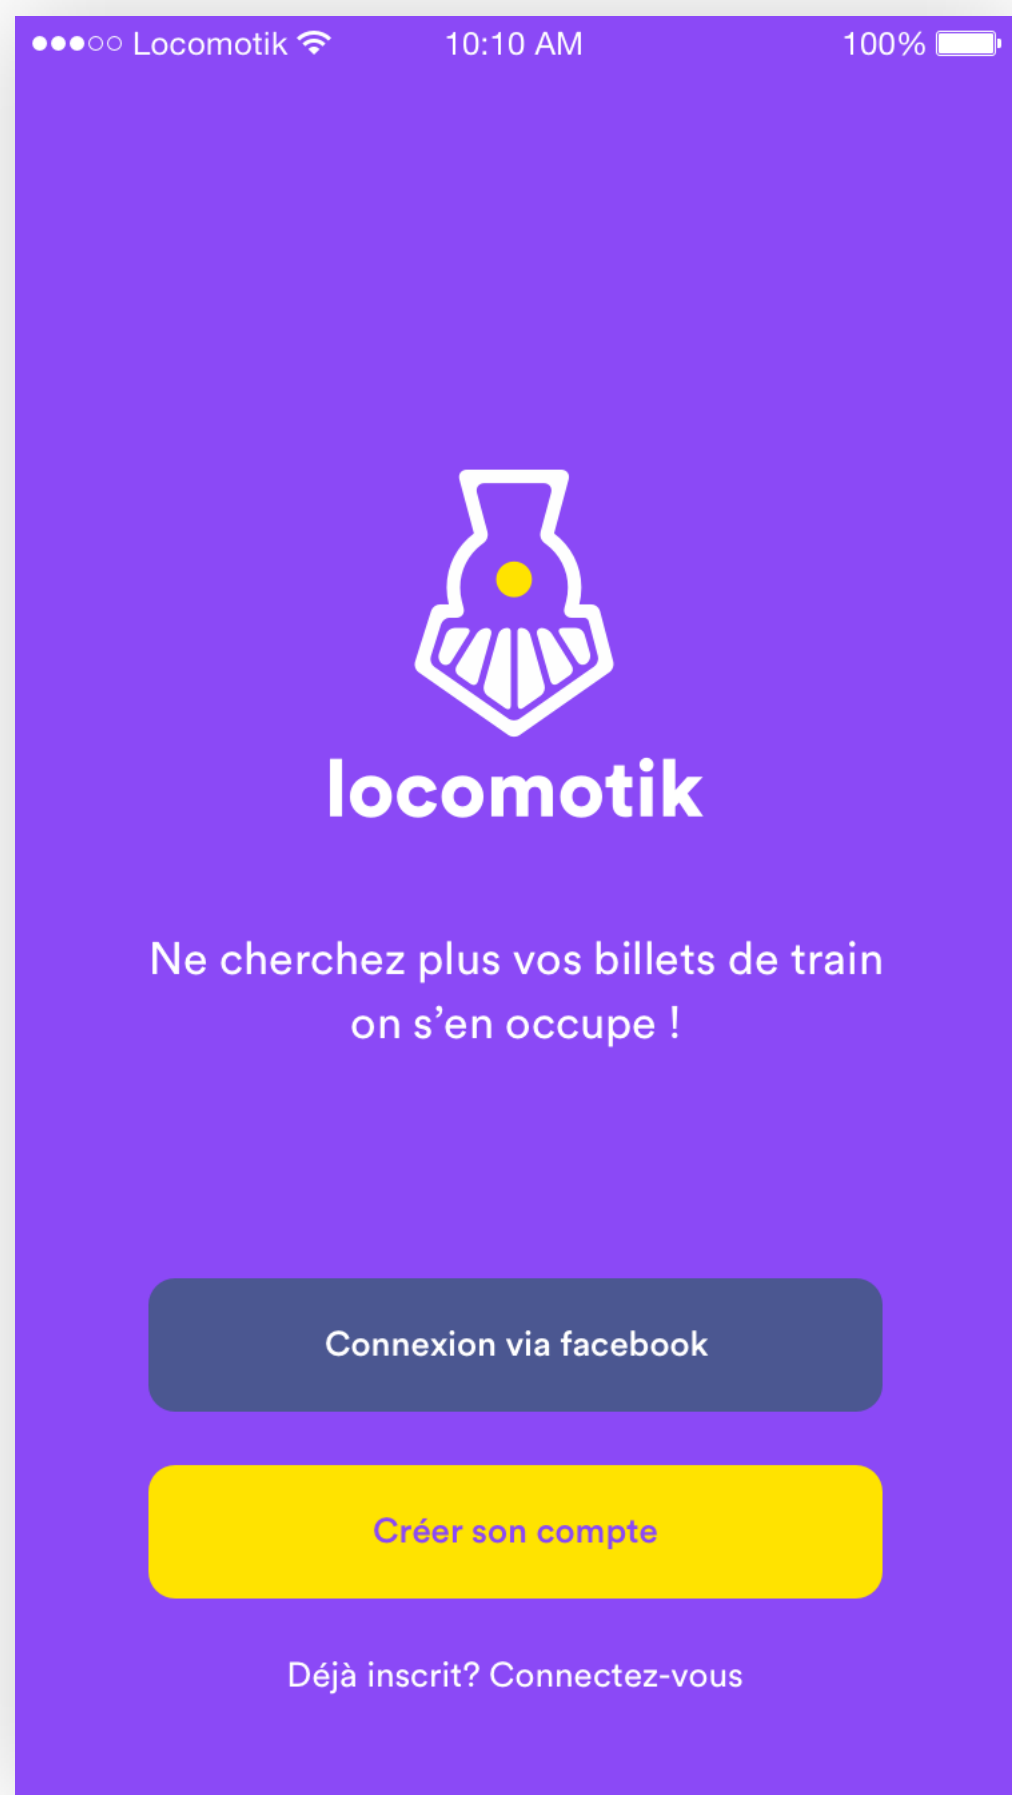 Locomotik
10:10 AM
100%
locomotik
Ne cherchez plus vos billets de train
on s’en occupe !
Connexion via facebook
Créer son compte
Déjà inscrit? Connectez-vous